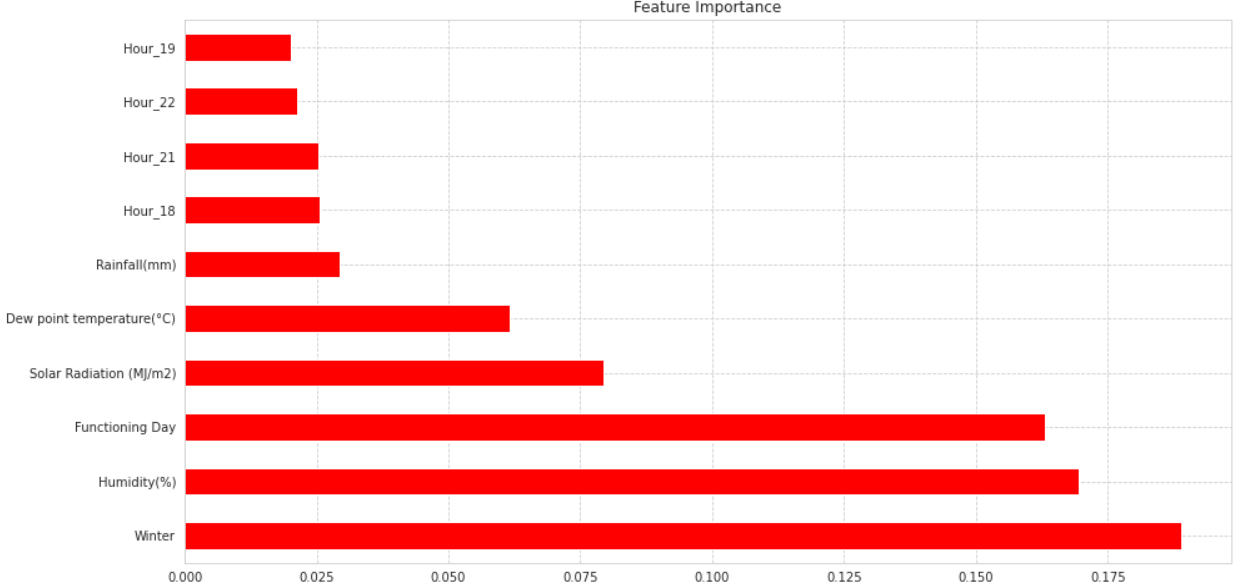 Feature Importance
Hour_19
Hour_22
Hour_21
Hour_18
Rainfall(mm)
Dew point temperature(°C)
Solar Radiation (MJ/m2)
Functioning Day
Humidity(%)
Winter
0.000 0.025 0.050 0.075 0.100 0.125 0.150 0.175